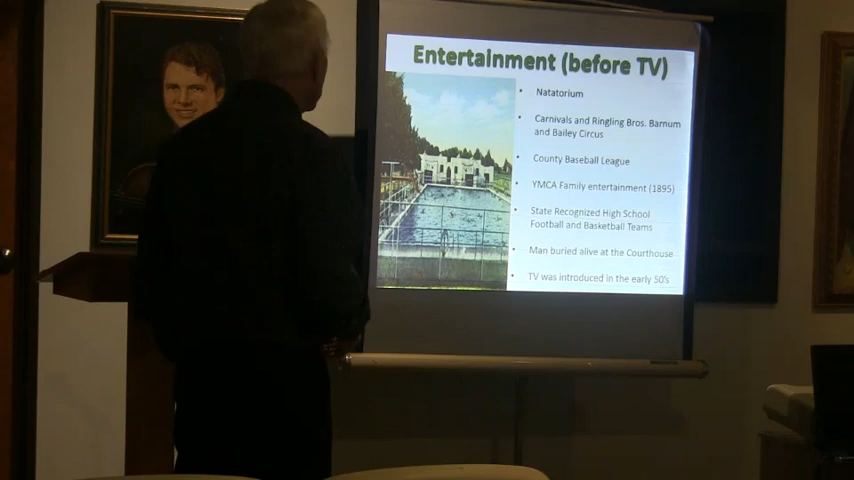 Entertainment (before TV)
• Natatorium
• Carnivals and Ringling Bros. Barnum
and Bailey Circus
• County Baseball League
• YMCA Family entertainment (1895)
• State Recognized High School
Football and Basketball Teams
• Man buried alive at the Courthouse
• TV was introduced in the early 50's